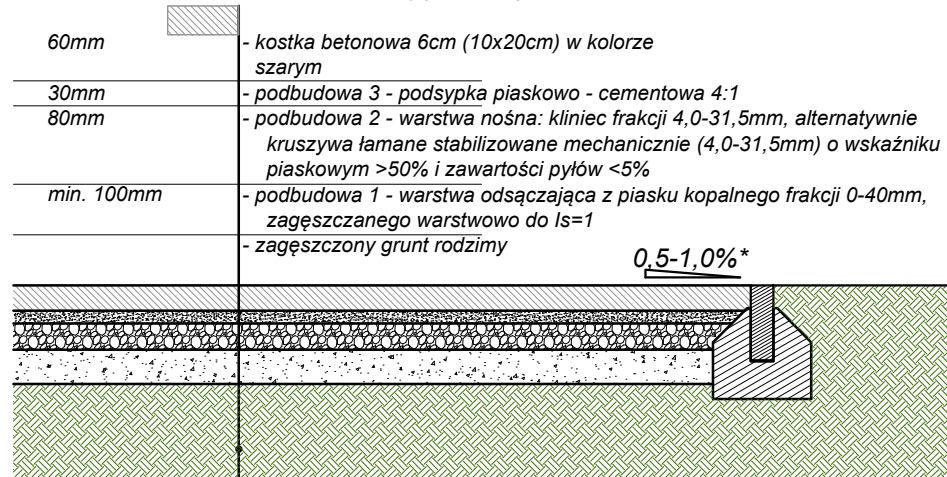 60mm - kostka betonowa 6cm (10x20cm) w kolorze
szarym
30mm - podbudowa 3 - podsypka piaskowo - cementowa 4:1
80mm - podbudowa 2 - warstwa nośna: kliniec frakcji 4,0-31,5mm, alternatywnie
kruszywa łamane stabilizowane mechanicznie (4,0-31,5mm) o wskaźniku
piaskowym >50% i zawartości pyłów <5%
min. 100mm - podbudowa 1 - warstwa odsączająca z piasku kopalnego frakcji 0-40mm,
zagęszczanego warstwowo do Is=1
- zagęszczony grunt rodzimy
0,5-1,0%*